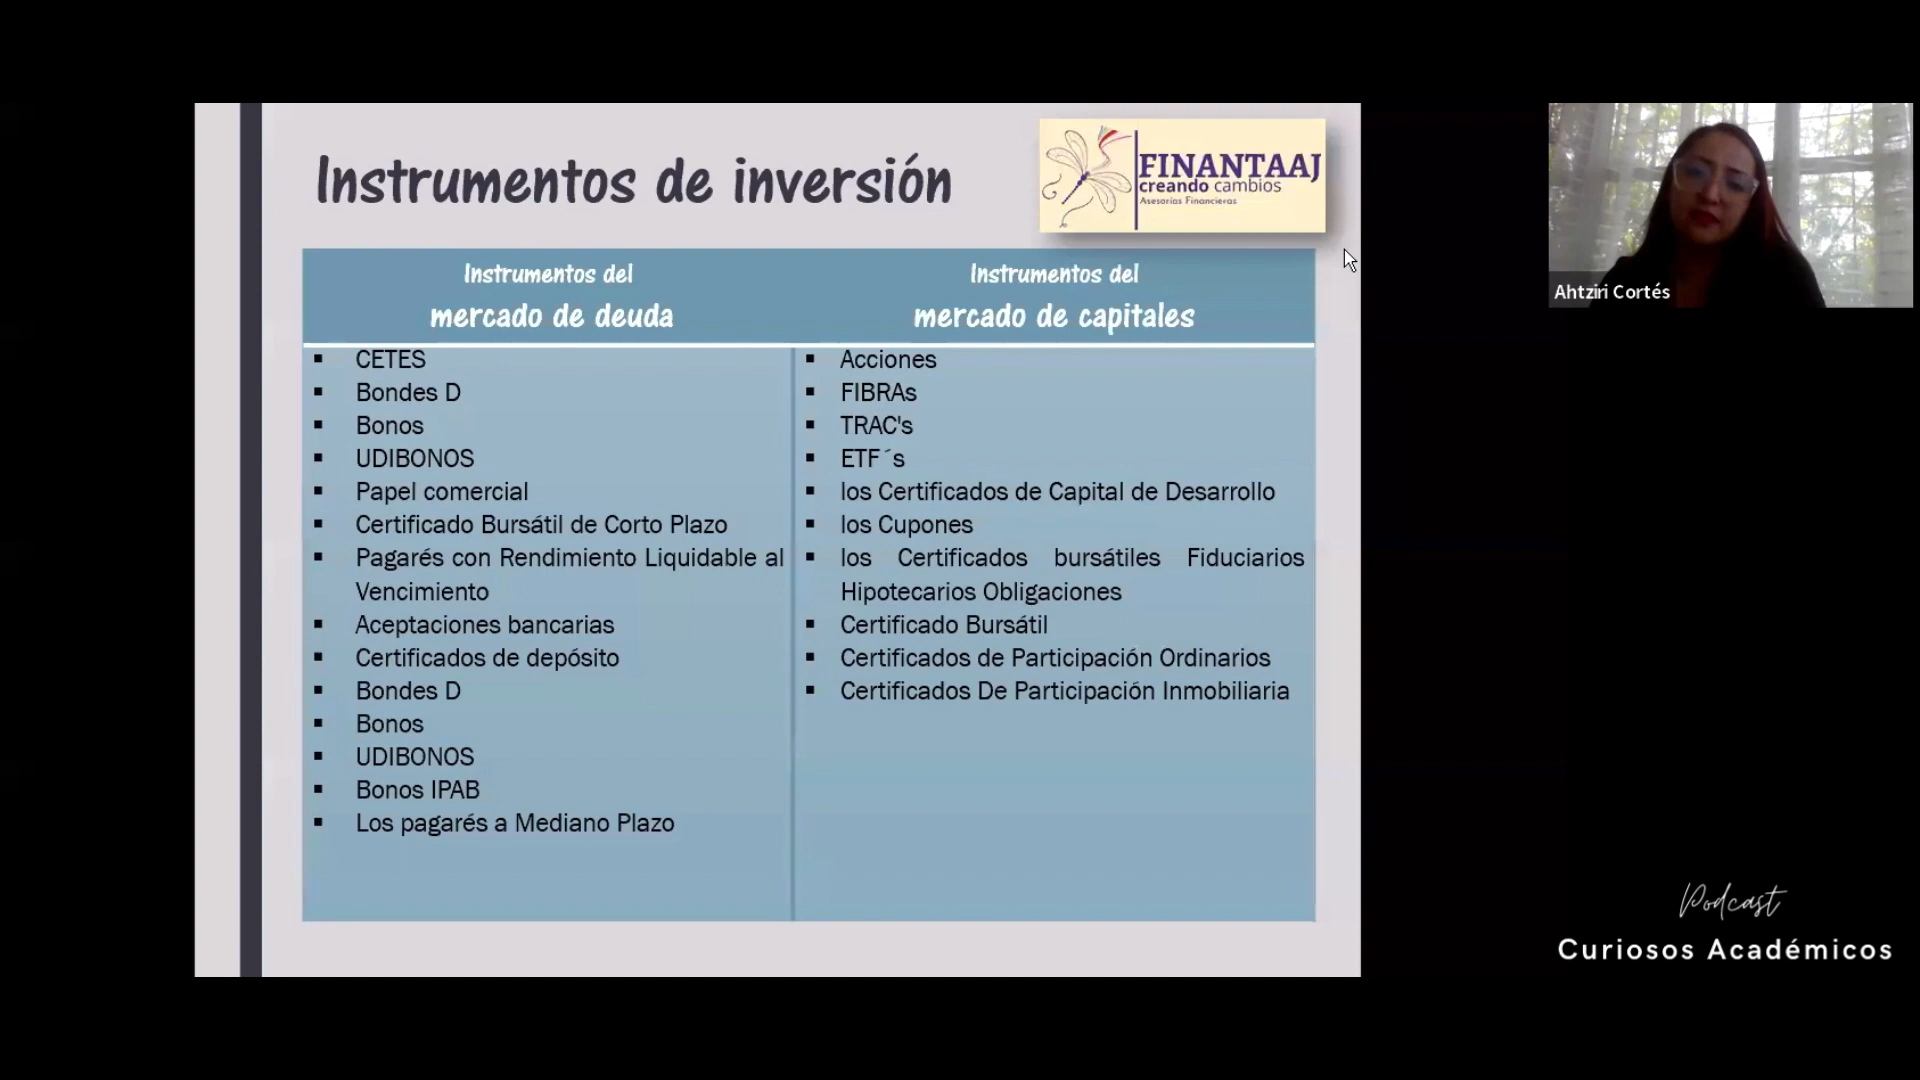 Instrumentos de inversión
FINANTAAJ
creando cambios
Asesorías Financieras
Instrumentos del
mercado de deuda
▪ CETES
▪ Bondes D
▪ Bonos
▪ UDIBONOS
▪ Papel comercial
▪ Certificado Bursátil de Corto Plazo
▪ Pagarés con Rendimiento Liquidable al
Vencimiento
▪ Aceptaciones bancarias
▪ Certificados de depósito
▪ Bondes D
▪ Bonos
▪ UDIBONOS
▪ Bonos IPAB
▪ Los pagarés a Mediano Plazo
Instrumentos del
mercado de capitales
▪ Acciones
▪ FIBRAs
▪ TRAC's
▪ ETF´s
▪ los Certificados de Capital de Desarrollo
▪ los Cupones
▪ los Certificados bursátiles Fiduciarios
Hipotecarios Obligaciones
▪ Certificado Bursátil
▪ Certificados de Participación Ordinarios
▪ Certificados De Participación Inmobiliaria
Ahtziri Cortés
Podcast
Curiosos Académicos